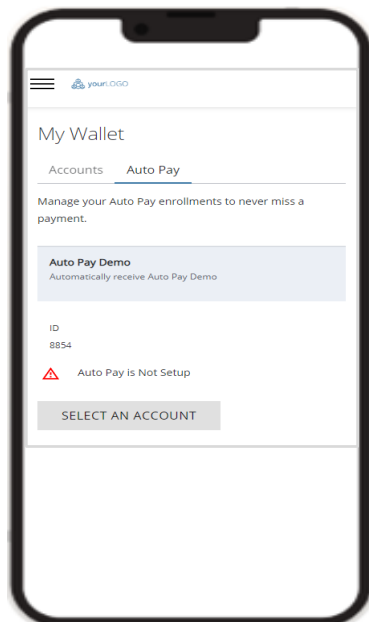 yourLOGO
My Wallet
Accounts Auto Pay
Manage your Auto Pay enrollments to never miss a
payment.
Auto Pay Demo
Automatically receive Auto Pay Demo
ID
8854
Auto Pay is Not Setup
SELECT AN ACCOUNT